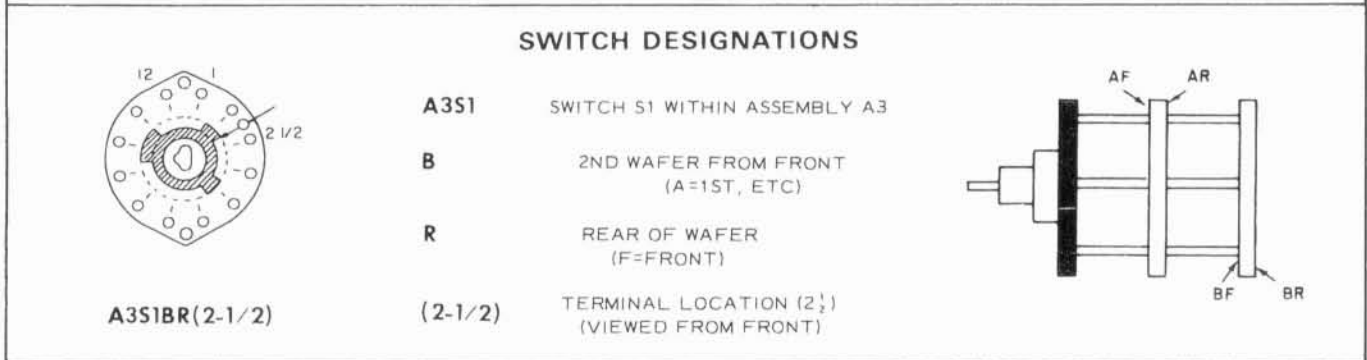 SWITCH DESIGNATIONS
12 1
2 1/2
A3S1BR(2-1/2)
A3S1 SWITCH S1 WITHIN ASSEMBLY A3
B 2ND WAFER FROM FRONT
(A=1ST, ETC)
R REAR OF WAFER
(F=FRONT)
(2-1/2) TERMINAL LOCATION (2½)
(VIEWED FROM FRONT)
AF AR
BF BR